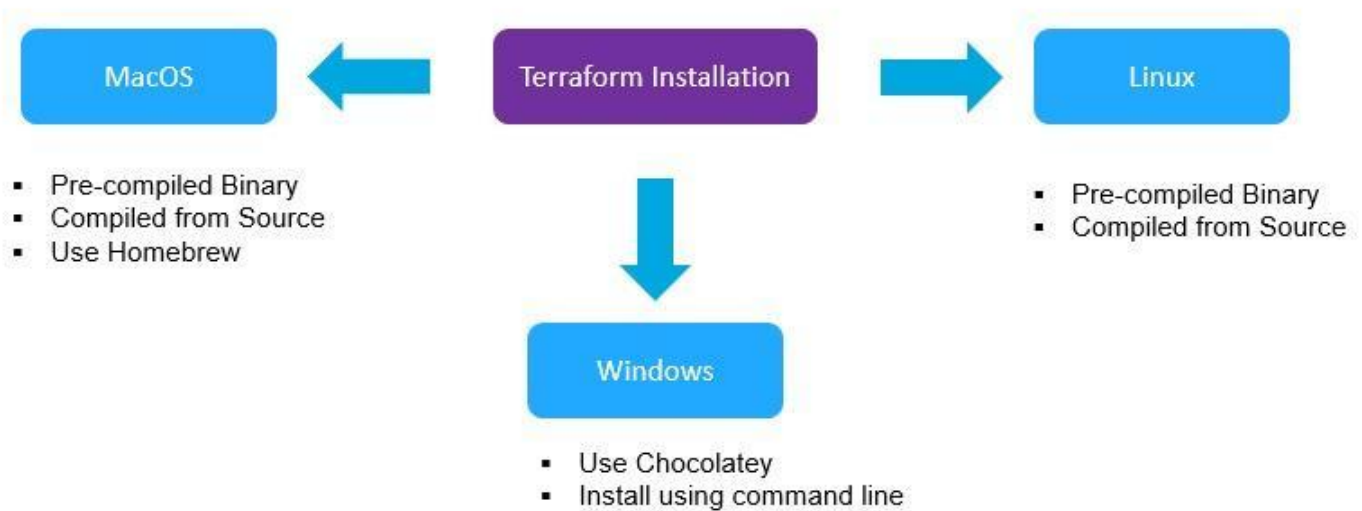 MacOS
Terraform Installation
Linux
▪ Pre-compiled Binary
▪ Compiled from Source
▪ Use Homebrew
▪ Pre-compiled Binary
▪ Compiled from Source
Windows
▪ Use Chocolatey
▪ Install using command line